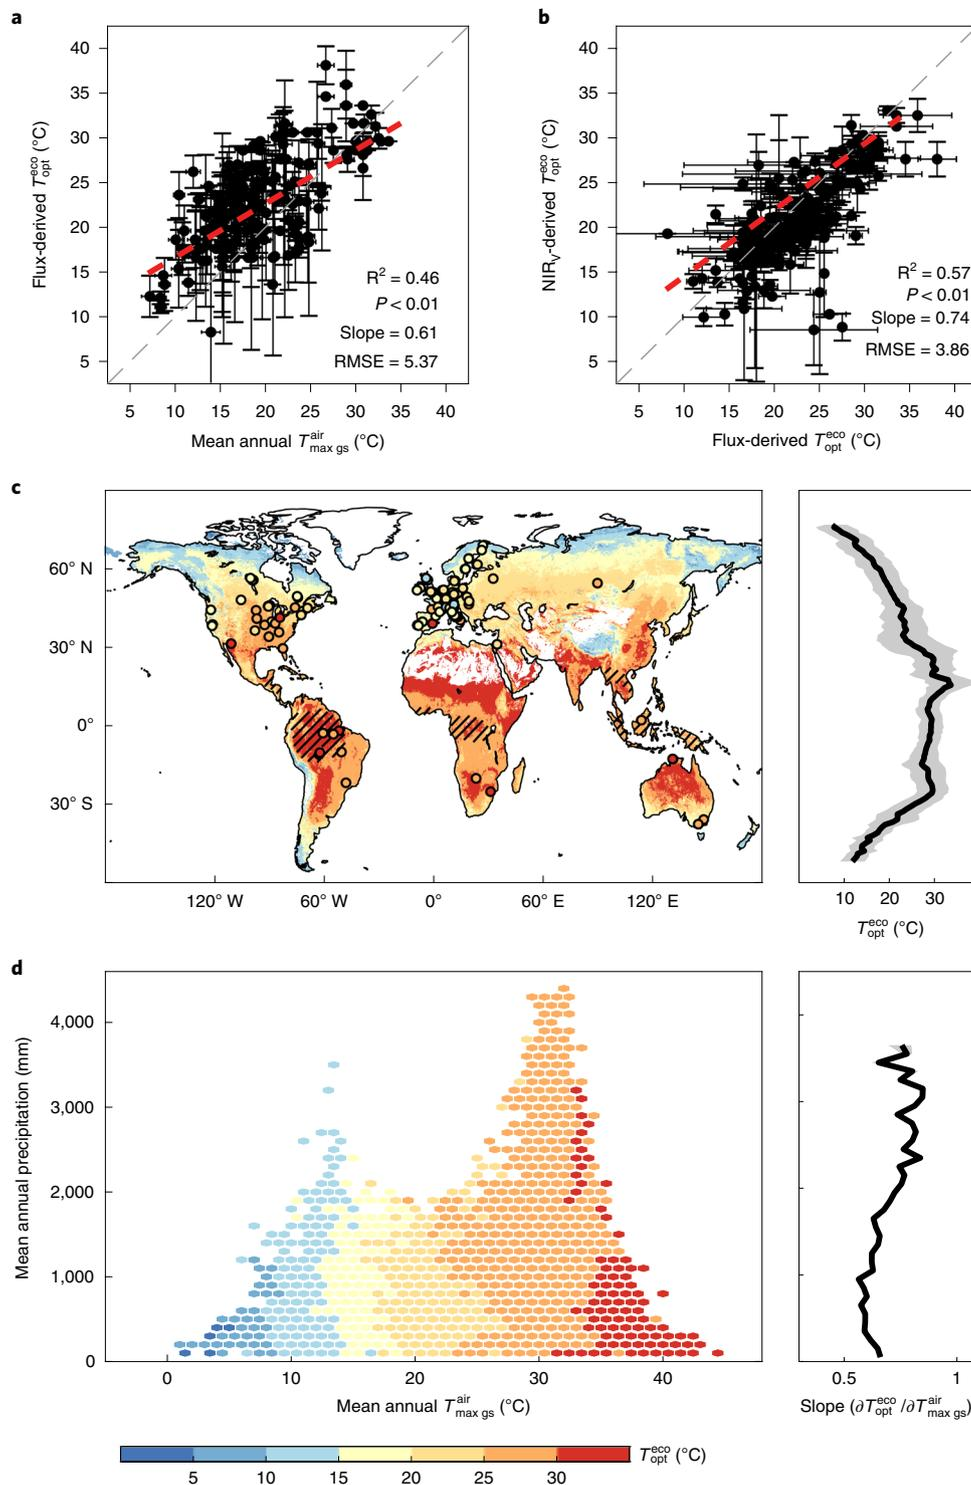 a
b
40
35
30
25
20
15
10
5
Flux-derived T_opt^eco (°C)
R² = 0.46
P < 0.01
Slope = 0.61
RMSE = 5.37
5 10 15 20 25 30 35 40
Mean annual T_max gs^air (°C)
40
35
30
25
20
15
10
5
NIR_V-derived T_opt^eco (°C)
R² = 0.57
P < 0.01
Slope = 0.74
RMSE = 3.86
5 10 15 20 25 30 35 40
Flux-derived T_opt^eco (°C)
c
60° N
30° N
0°
30° S
120° W 60° W 0° 60° E 120° E
10 20 30
T_opt^eco (°C)
d
Mean annual precipitation (mm)
4,000
3,000
2,000
1,000
0
0 10 20 30 40
Mean annual T_max gs^air (°C)
0.5 1
Slope (∂T_opt^eco /∂T_max gs^air)
T_opt^eco (°C)
5 10 15 20 25 30